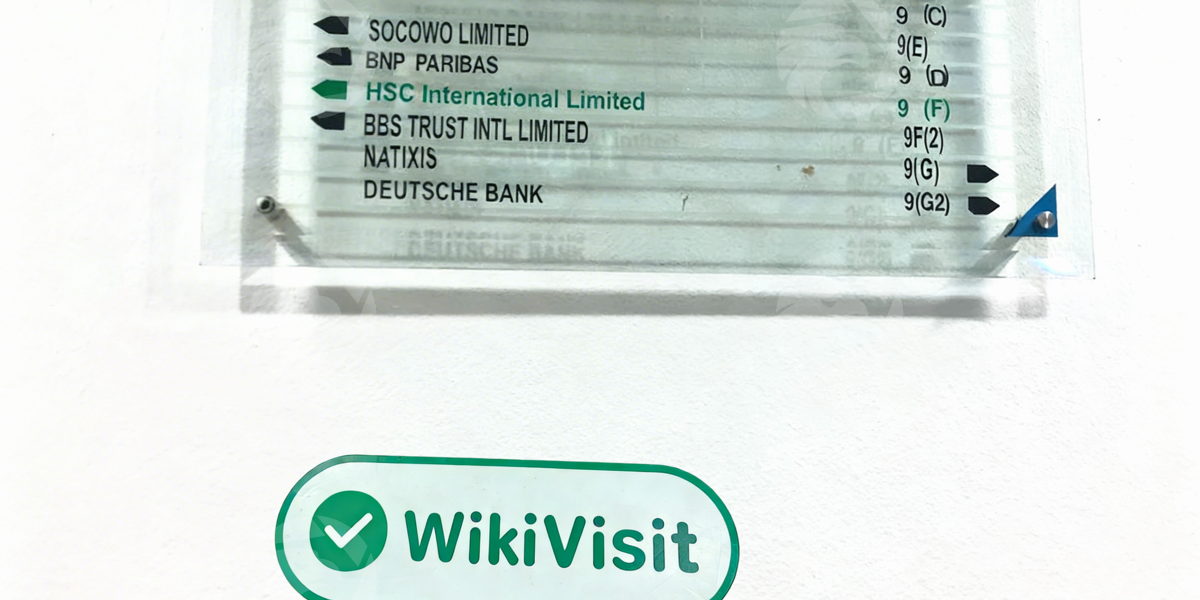 9 (C)
SOCOWO LIMITED 9(E)
BNP PARIBAS 9 (D)
HSC International Limited 9 (F)
BBS TRUST INTL LIMITED 9F(2)
NATIXIS 9(G)
DEUTSCHE BANK 9(G2)
WikiVisit